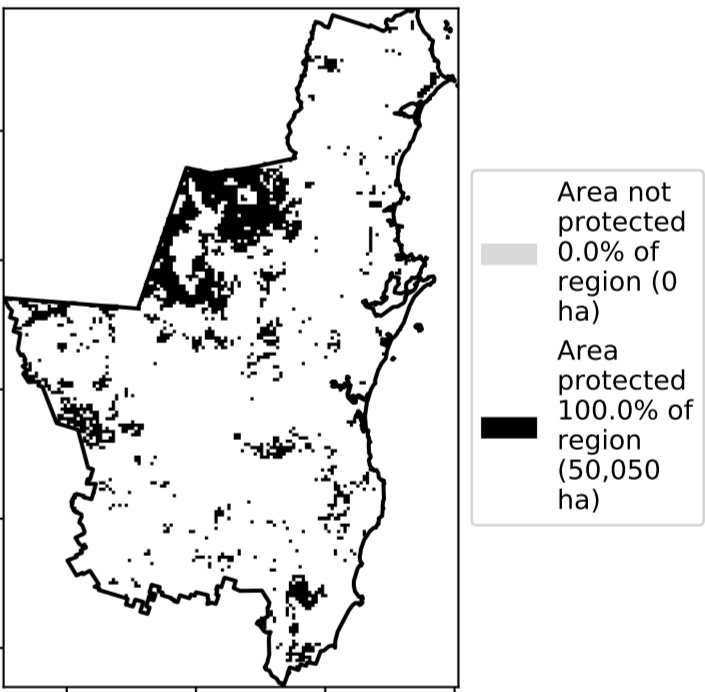 Area not
protected
0.0% of
region (0
ha)
Area
protected
100.0% of
region
(50,050
ha)